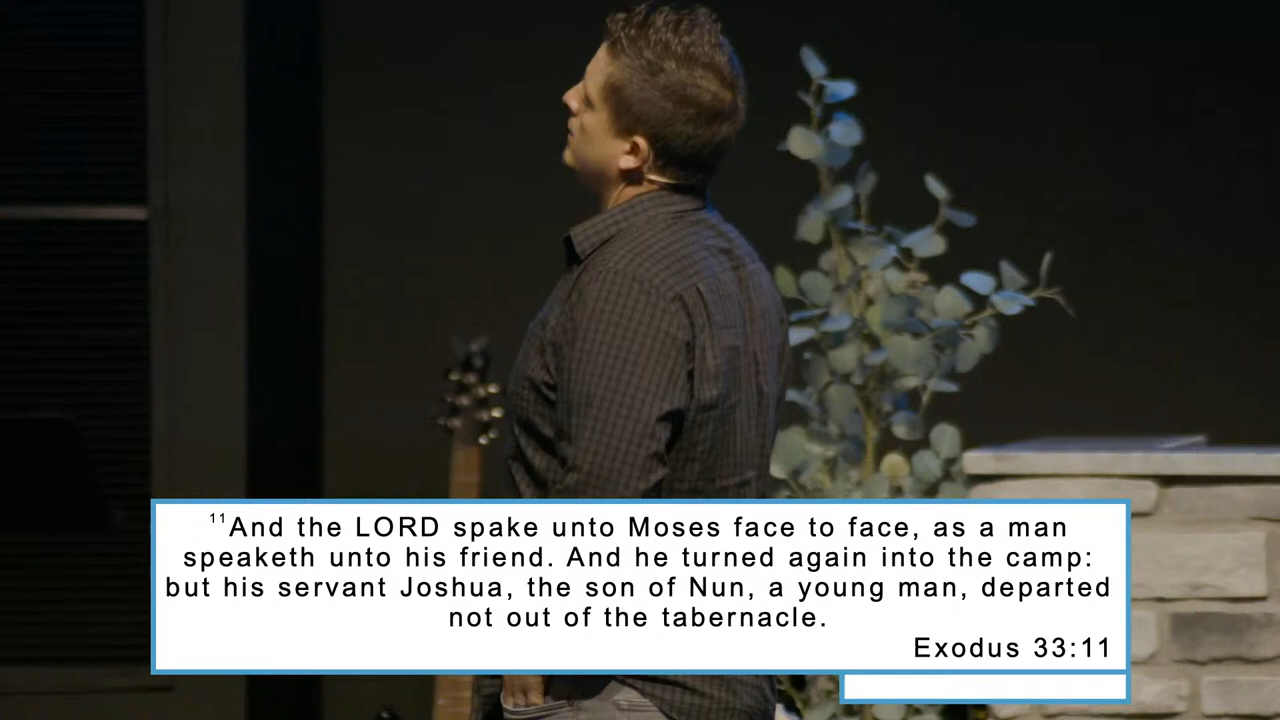 ¹¹And the LORD spake unto Moses face to face, as a man
speaketh unto his friend. And he turned again into the camp:
but his servant Joshua, the son of Nun, a young man, departed
not out of the tabernacle.
Exodus 33:11